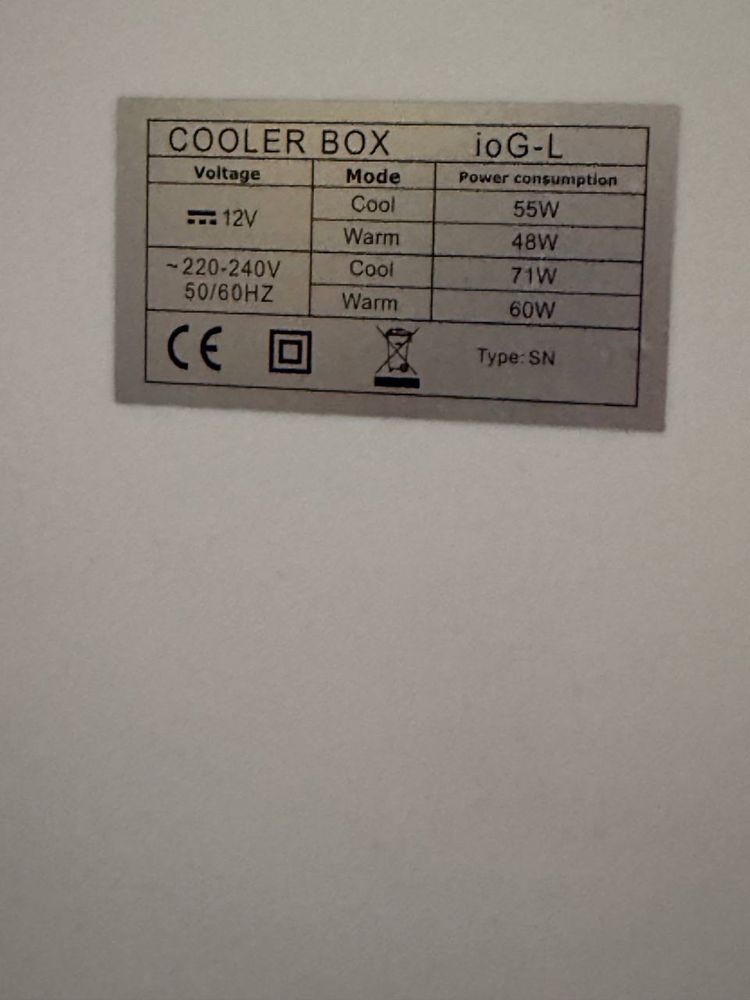 COOLER BOX ioG-L
Voltage Mode Power consumption
12V Cool 55W
Warm 48W
~220-240V Cool 71W
50/60HZ Warm 60W
CE Type: SN